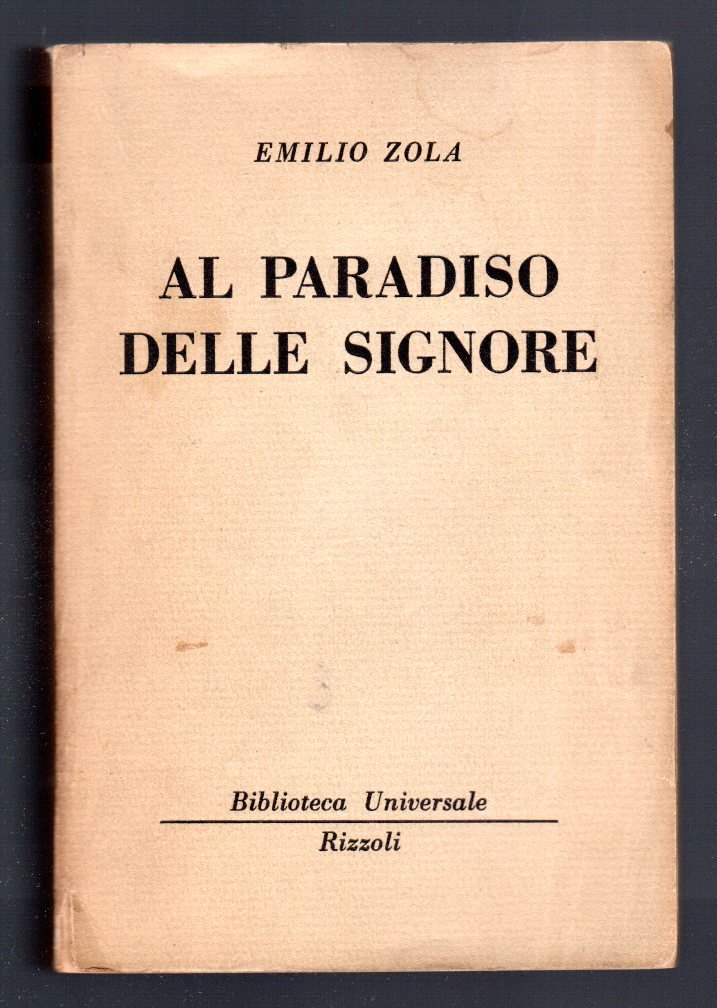 EMILIO ZOLA
AL PARADISO
DELLE SIGNORE
Biblioteca Universale
Rizzoli